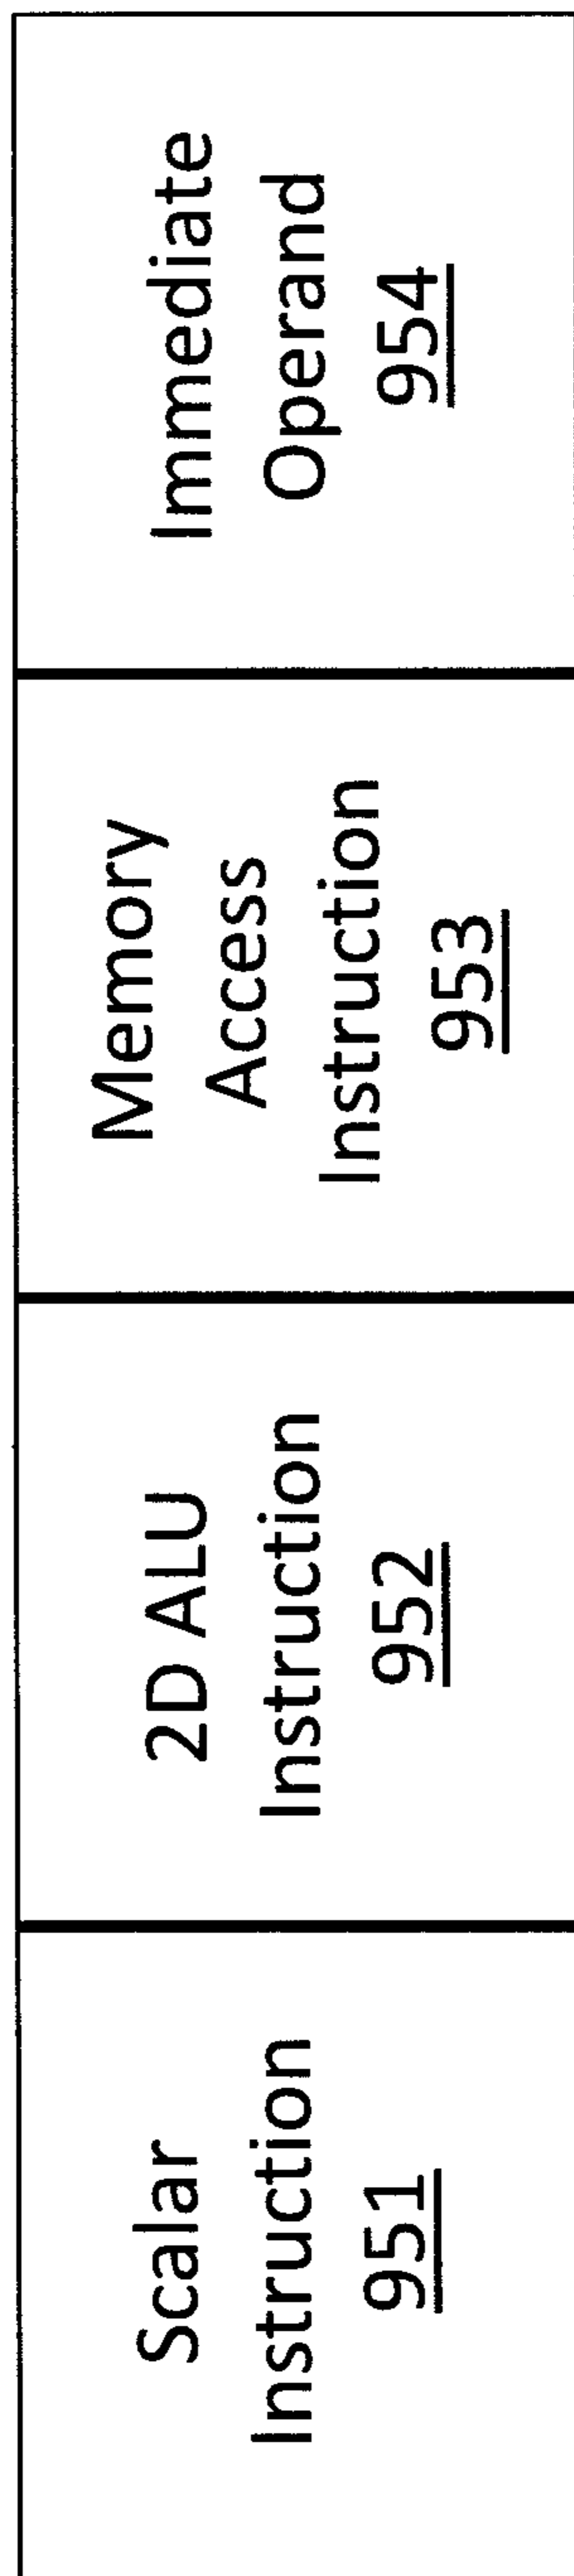 Scalar
Instruction
951
2D ALU
Instruction
952
Memory
Access
Instruction
953
Immediate
Operand
954